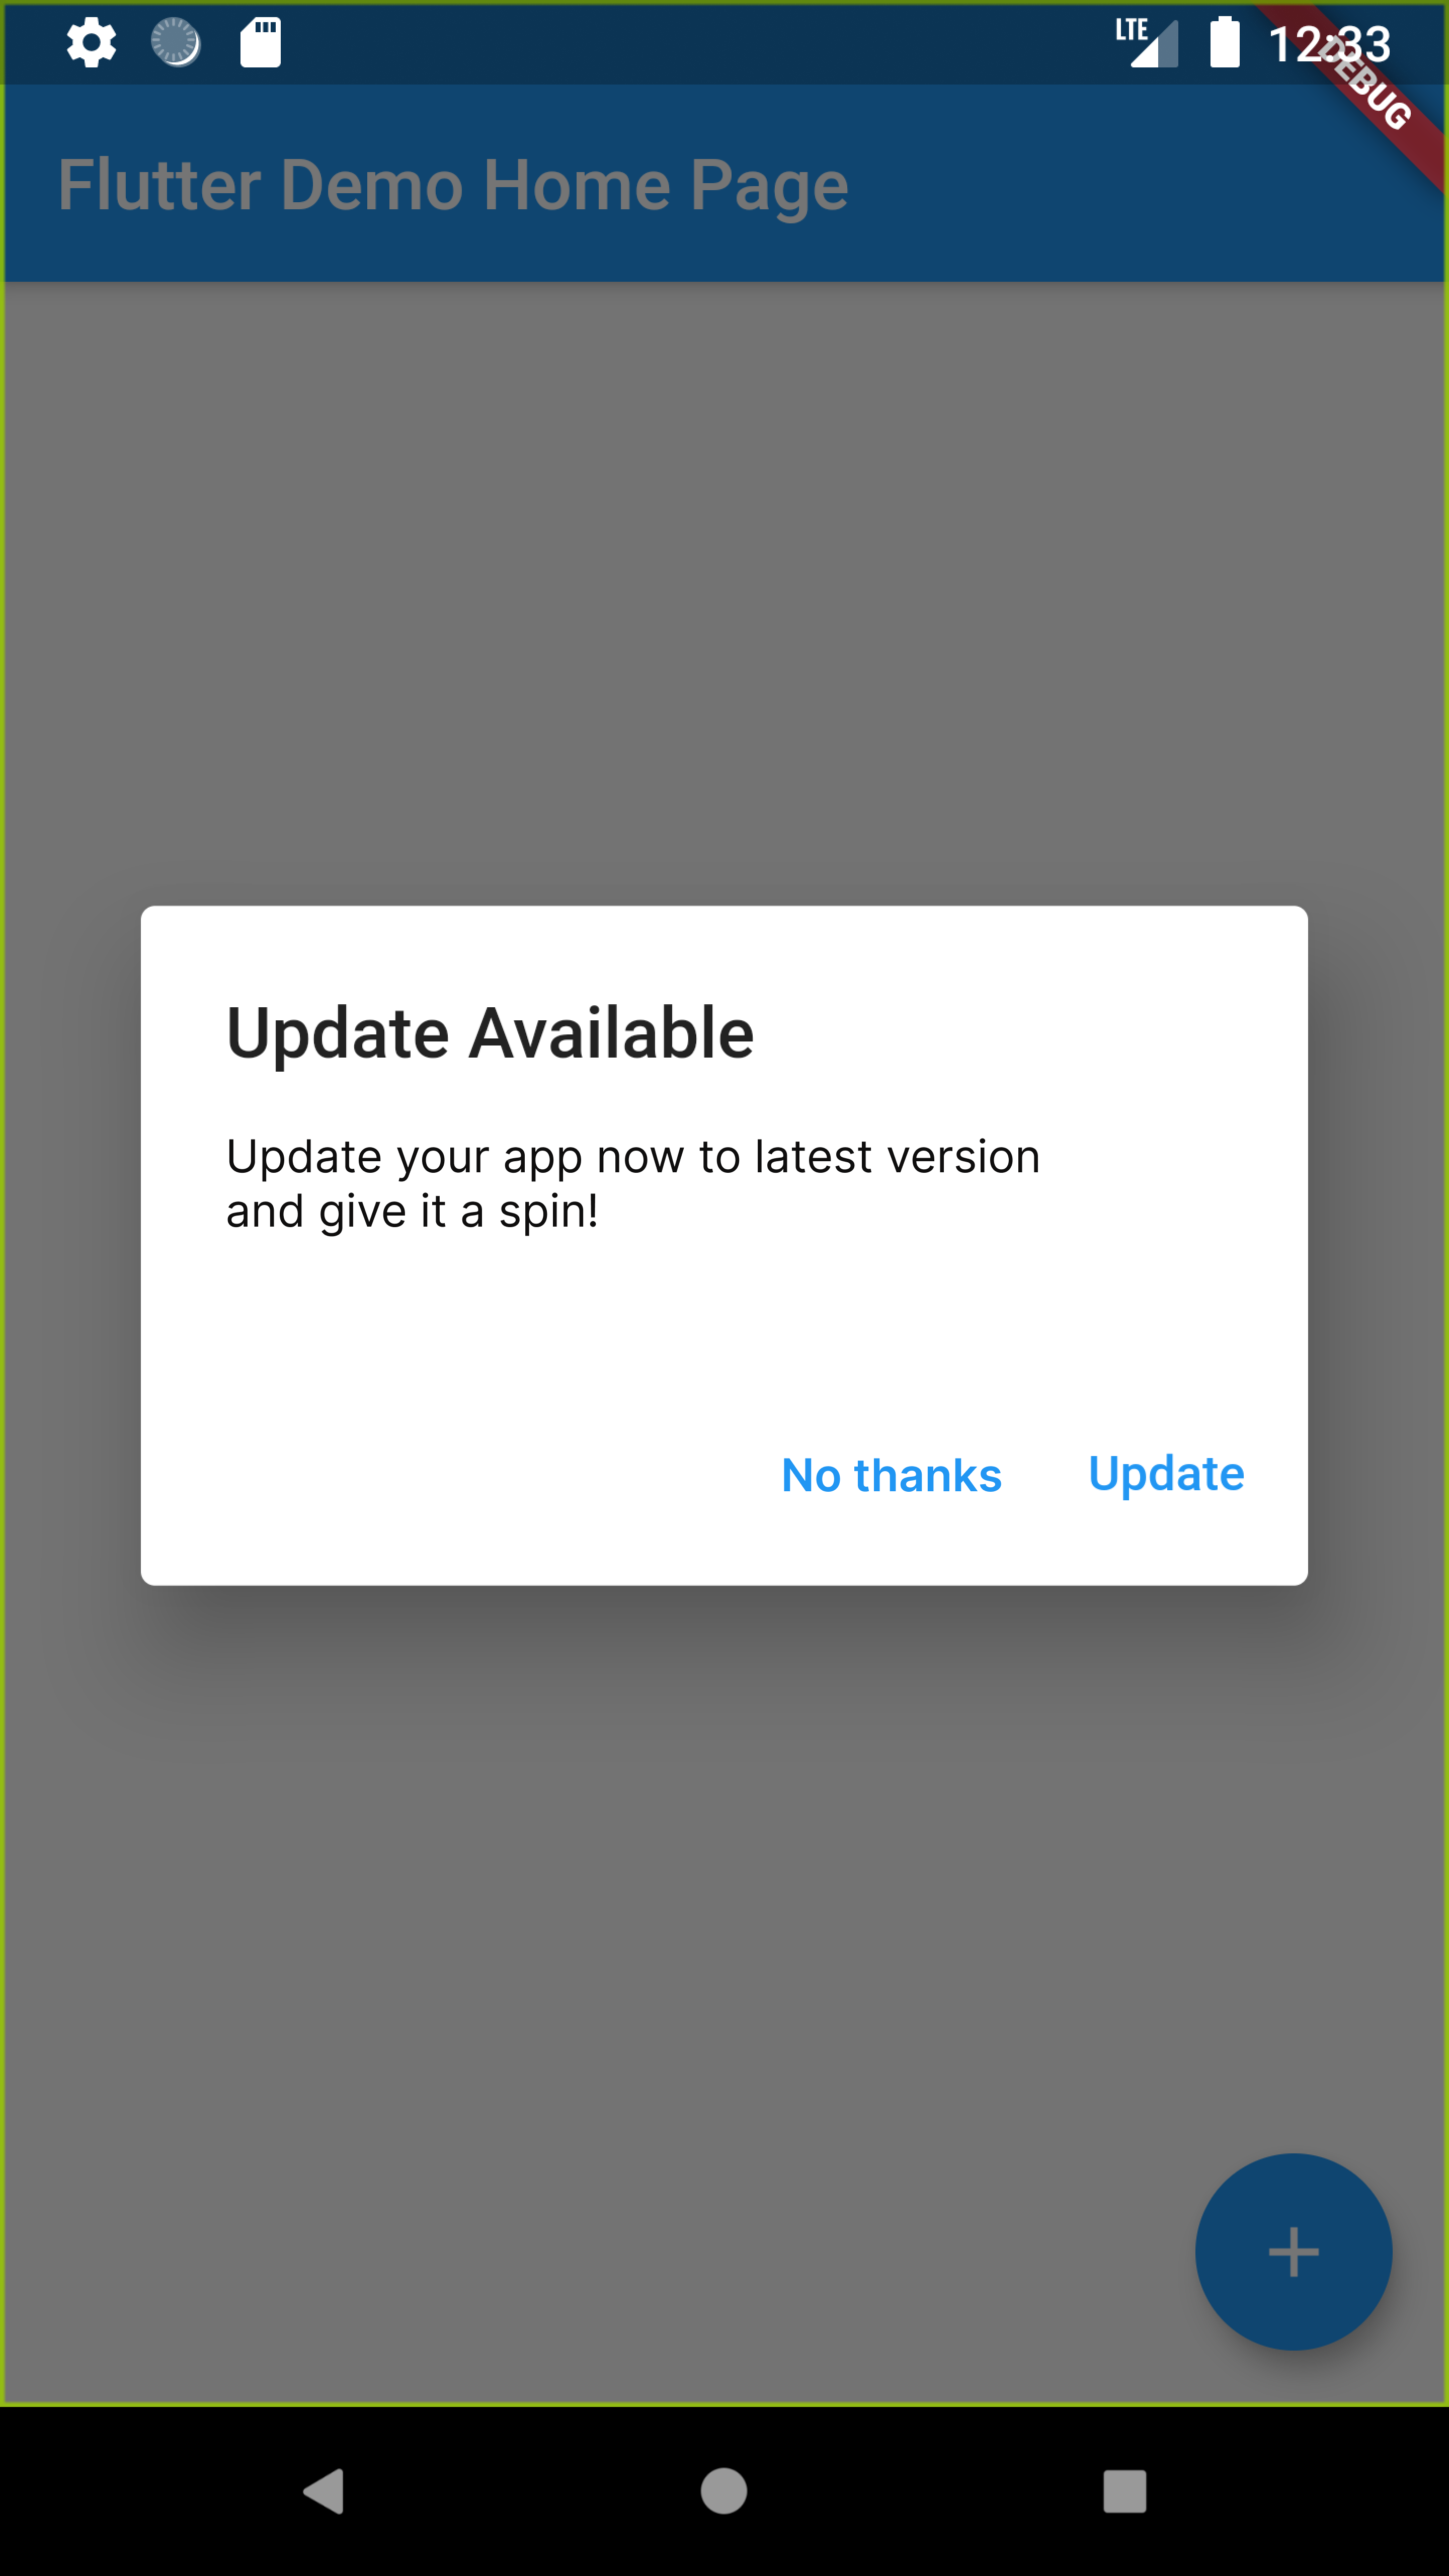 LTE 12:33
DEBUG
Flutter Demo Home Page
Update Available
Update your app now to latest version
and give it a spin!
No thanks Update